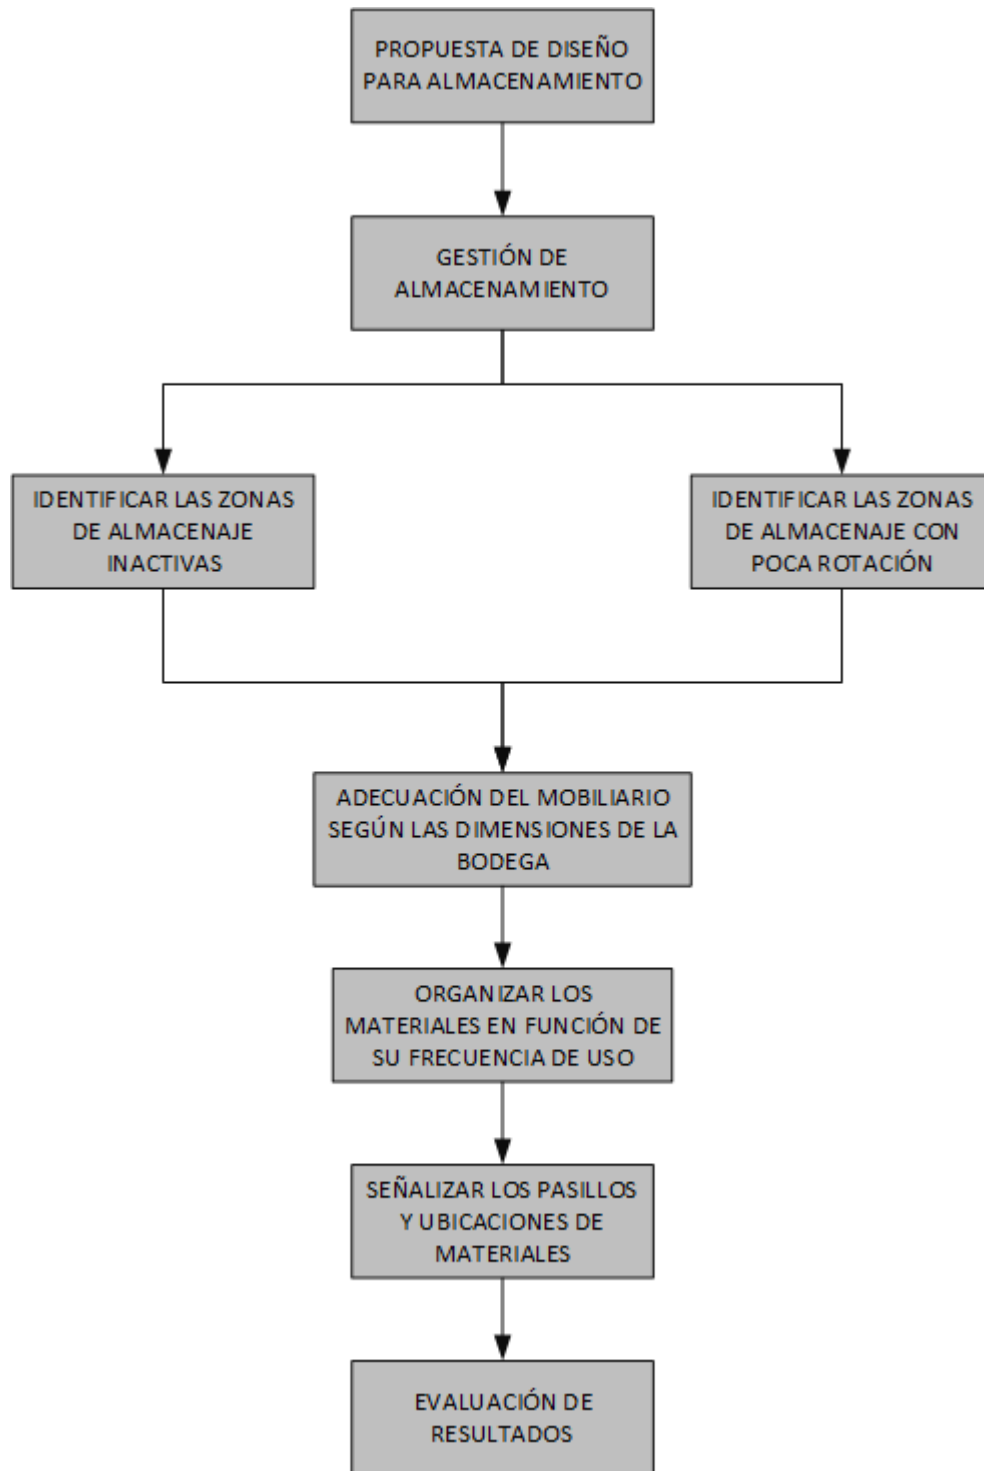 PROPUESTA DE DISEÑO
PARA ALMACENAMIENTO
GESTIÓN DE
ALMACENAMIENTO
IDENTIFICAR LAS ZONAS
DE ALMACENAJE
INACTIVAS
IDENTIFICAR LAS ZONAS
DE ALMACENAJE CON
POCA ROTACIÓN
ADECUACIÓN DEL MOBILIARIO
SEGÚN LAS DIMENSIONES DE LA
BODEGA
ORGANIZAR LOS
MATERIALES EN FUNCIÓN DE
SU FRECUENCIA DE USO
SEÑALIZAR LOS PASILLOS
Y UBICACIONES DE
MATERIALES
EVALUACIÓN DE
RESULTADOS